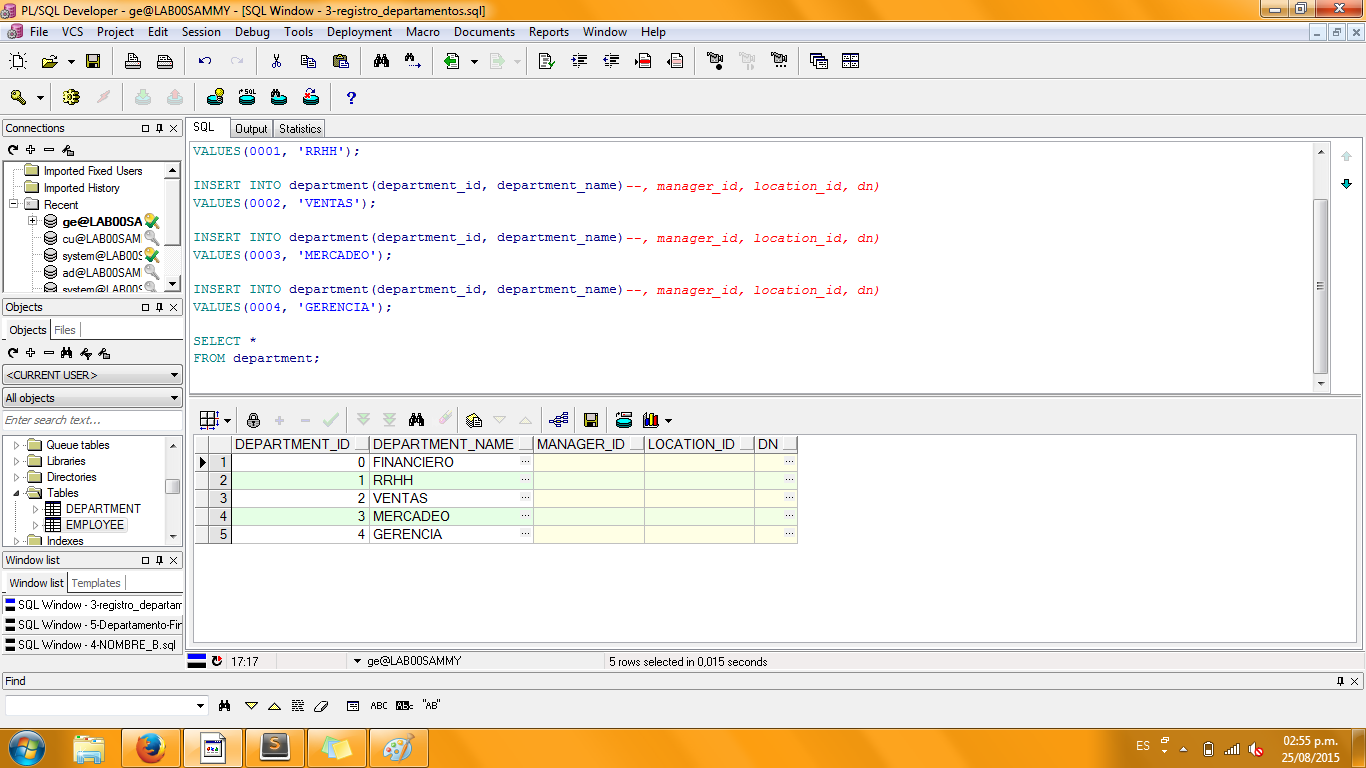 PL/SQL Developer - ge@LAB00SAMMY - [SQL Window - 3-registro_departamentos.sql]
File VCS Project Edit Session Debug Tools Deployment Macro Documents Reports Window Help
SQL
?
Connections
Imported Fixed Users
Imported History
Recent
ge@LAB00SA
cu@LAB00SAM
system@LAB00S
ad@LAB00SAM
system@LAB00S
Objects
Objects Files
<CURRENT USER>
All objects
Enter search text...
Queue tables
Libraries
Directories
Tables
DEPARTMENT
EMPLOYEE
Indexes
Window list
Window list Templates
SQL Window - 3-registro_departam
SQL Window - 5-Departamento-Fir
SQL Window - 4-NOMBRE_B.sql
SQL Output Statistics
VALUES(0001, 'RRHH');
INSERT INTO department(department_id, department_name)--, manager_id, location_id, dn)
VALUES(0002, 'VENTAS');
INSERT INTO department(department_id, department_name)--, manager_id, location_id, dn)
VALUES(0003, 'MERCADEO');
INSERT INTO department(department_id, department_name)--, manager_id, location_id, dn)
VALUES(0004, 'GERENCIA');
SELECT *
FROM department;
DEPARTMENT_ID DEPARTMENT_NAME MANAGER_ID LOCATION_ID DN
1 0 FINANCIERO ... ...
2 1 RRHH ... ...
3 2 VENTAS ... ...
4 3 MERCADEO ... ...
5 4 GERENCIA ... ...
17:17 ge@LAB00SAMMY 5 rows selected in 0,015 seconds
Find
ABC AB "AB"
ES 02:55 p.m.
25/08/2015